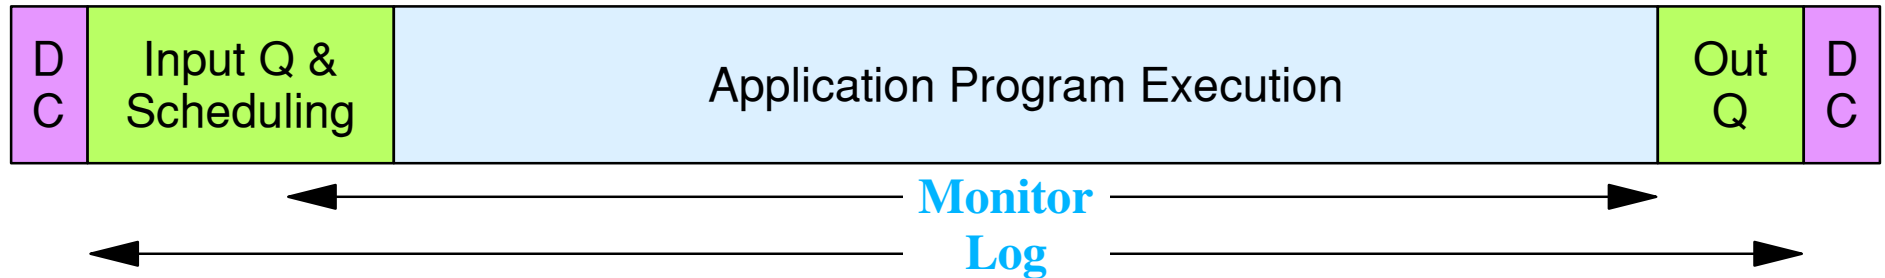 D
C
Input Q &
Scheduling
Application Program Execution
Out
Q
D
C
Monitor
Log